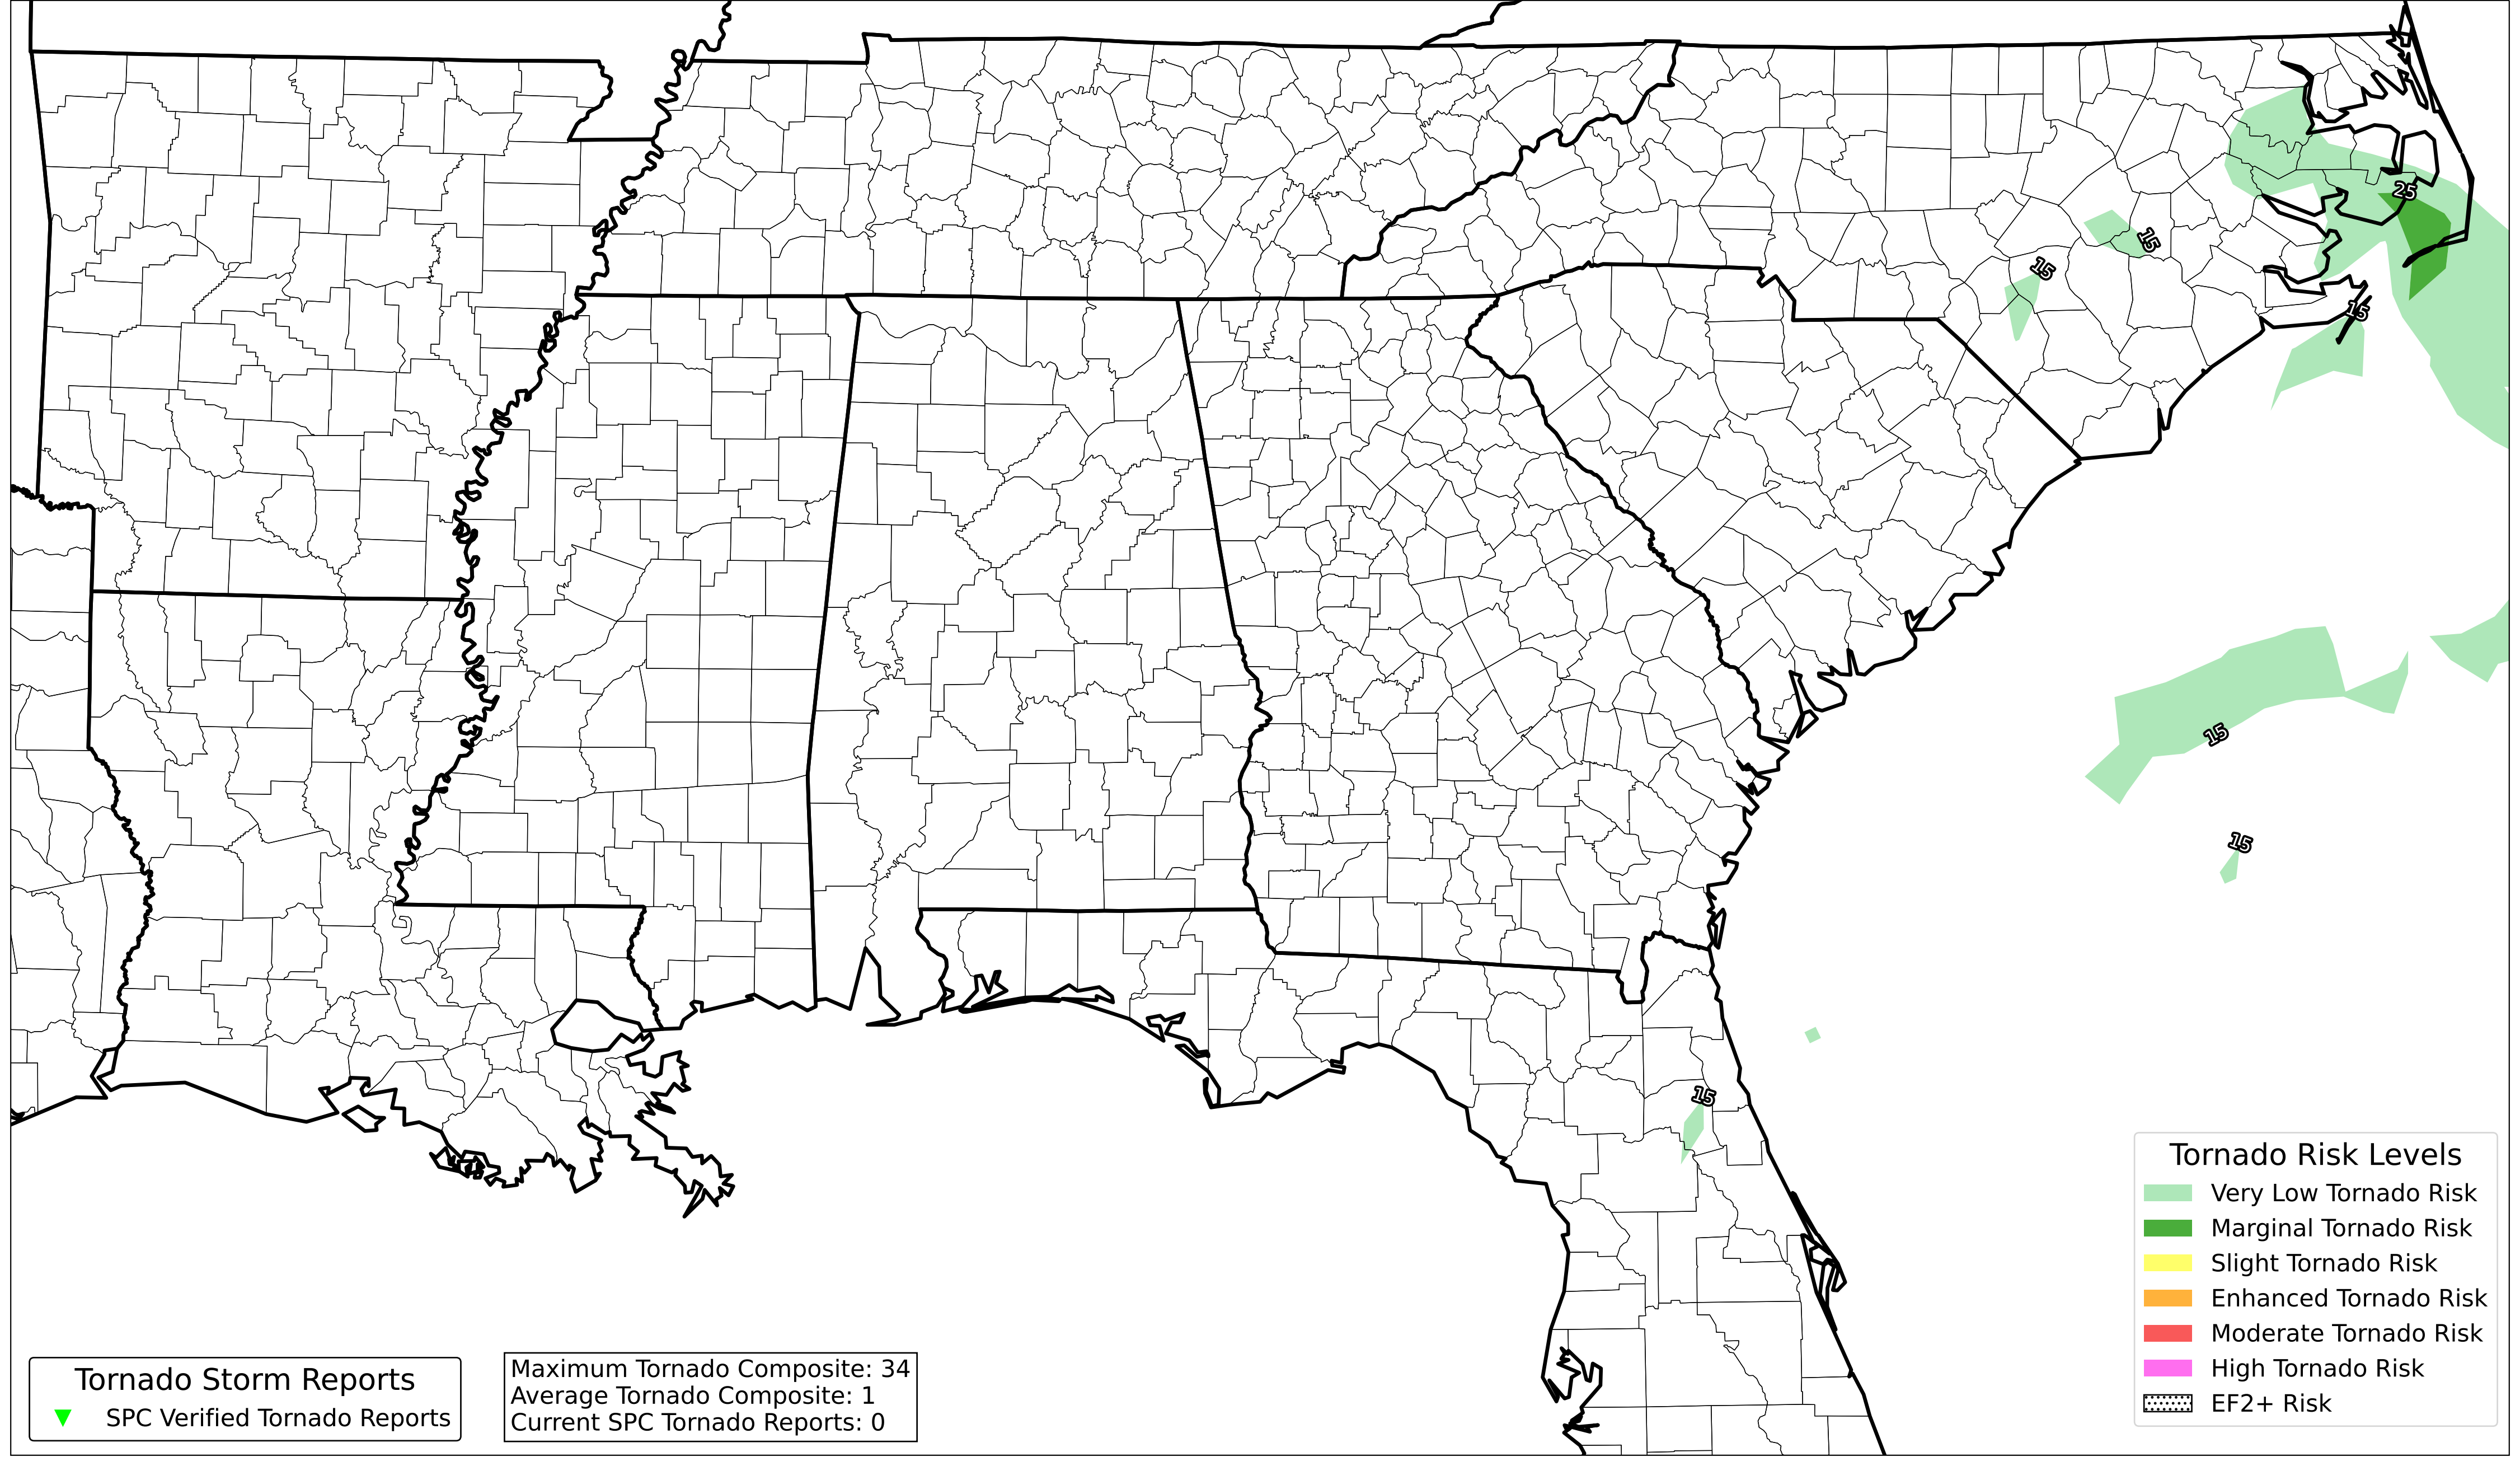 25
15
15
15
15
15
15
Tornado Risk Levels
Very Low Tornado Risk
Marginal Tornado Risk
Slight Tornado Risk
Enhanced Tornado Risk
Moderate Tornado Risk
High Tornado Risk
EF2+ Risk
Tornado Storm Reports
SPC Verified Tornado Reports
Maximum Tornado Composite: 34
Average Tornado Composite: 1
Current SPC Tornado Reports: 0